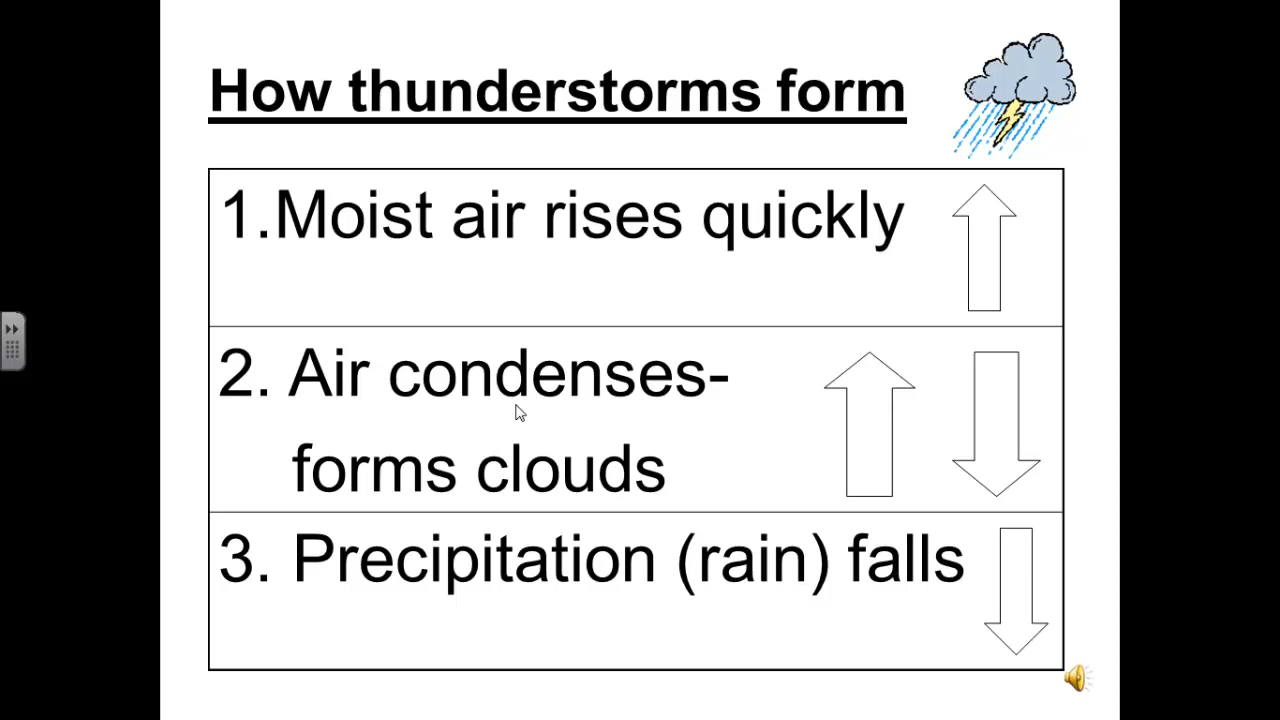 How thunderstorms form
1.Moist air rises quickly
2. Air condenses-
forms clouds
3. Precipitation (rain) falls